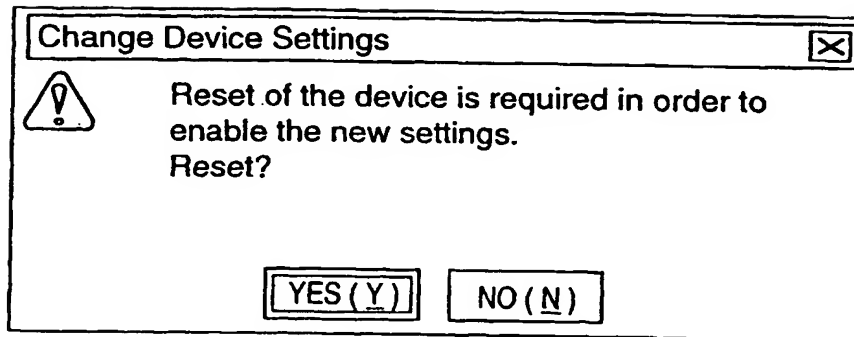 Change Device Settings
Reset of the device is required in order to
enable the new settings.
Reset?
YES (Y) NO (N)